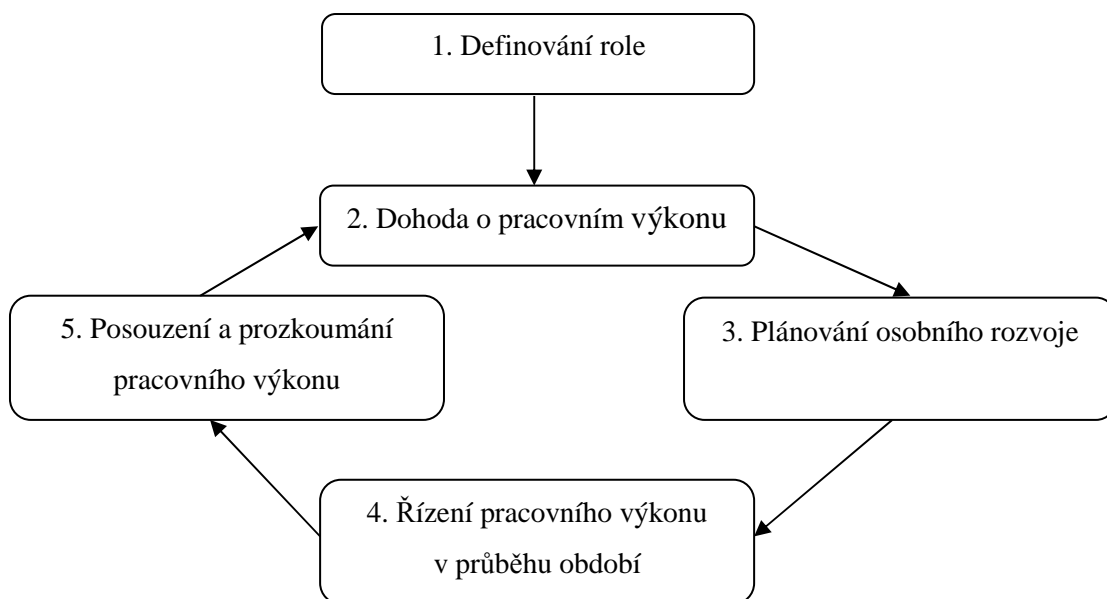 1. Definování role
2. Dohoda o pracovním výkonu
5. Posouzení a prozkoumání
pracovního výkonu
3. Plánování osobního rozvoje
4. Řízení pracovního výkonu
v průběhu období